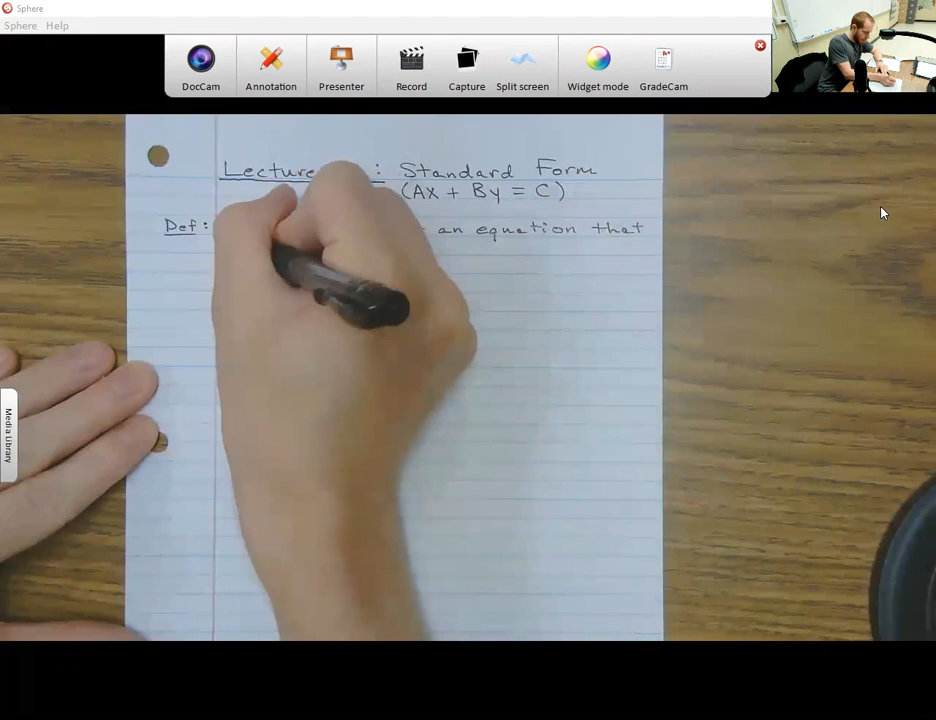 Sphere
Sphere Help
DocCam Annotation Presenter Record Capture Split screen Widget mode GradeCam
Media Library
Lecture : Standard Form
(Ax + By = C)
Def: an equation that